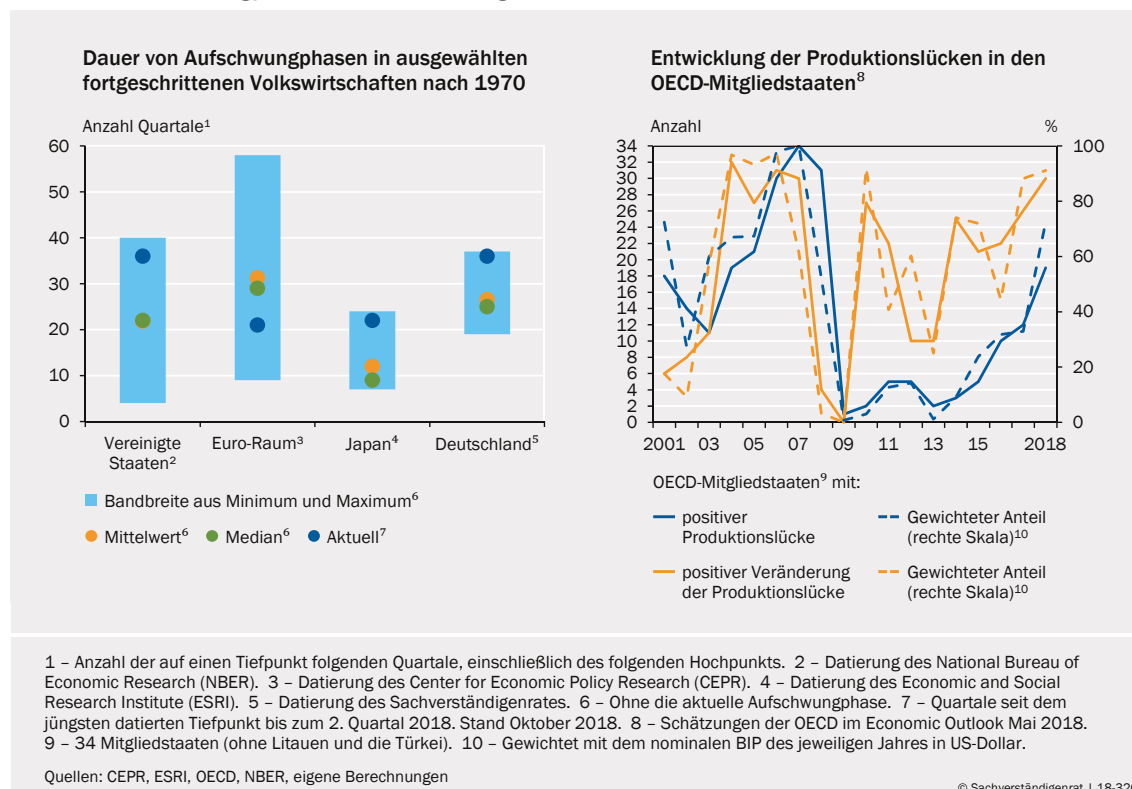 Dauer von Aufschwungphasen in ausgewählten
fortgeschrittenen Volkswirtschaften nach 1970
Anzahl Quartale¹
60
50
40
30
20
10
0
Vereinigte
Staaten²
Euro-Raum³
Japan⁴
Deutschland⁵
Bandbreite aus Minimum und Maximum⁶
Mittelwert⁶ Median⁶ Aktuell⁷
Entwicklung der Produktionslücken in den
OECD-Mitgliedstaaten⁸
Anzahl %
34
32
30
28
26
24
22
20
18
16
14
12
10
8
6
4
2
0
100
80
60
40
20
0
2001 03 05 07 09 11 13 15 2018
OECD-Mitgliedstaaten⁹ mit:
positiver
Produktionslücke
Gewichteter Anteil
(rechte Skala)¹⁰
positiver Veränderung
der Produktionslücke
Gewichteter Anteil
(rechte Skala)¹⁰
1 – Anzahl der auf einen Tiefpunkt folgenden Quartale, einschließlich des folgenden Hochpunkts. 2 – Datierung des National Bureau of
Economic Research (NBER). 3 – Datierung des Center for Economic Policy Research (CEPR). 4 – Datierung des Economic and Social
Research Institute (ESRI). 5 – Datierung des Sachverständigenrates. 6 – Ohne die aktuelle Aufschwungphase. 7 – Quartale seit dem
jüngsten datierten Tiefpunkt bis zum 2. Quartal 2018. Stand Oktober 2018. 8 – Schätzungen der OECD im Economic Outlook Mai 2018.
9 – 34 Mitgliedstaaten (ohne Litauen und die Türkei). 10 – Gewichtet mit dem nominalen BIP des jeweiligen Jahres in US-Dollar.
Quellen: CEPR, ESRI, OECD, NBER, eigene Berechnungen
© Sachverständigenrat |